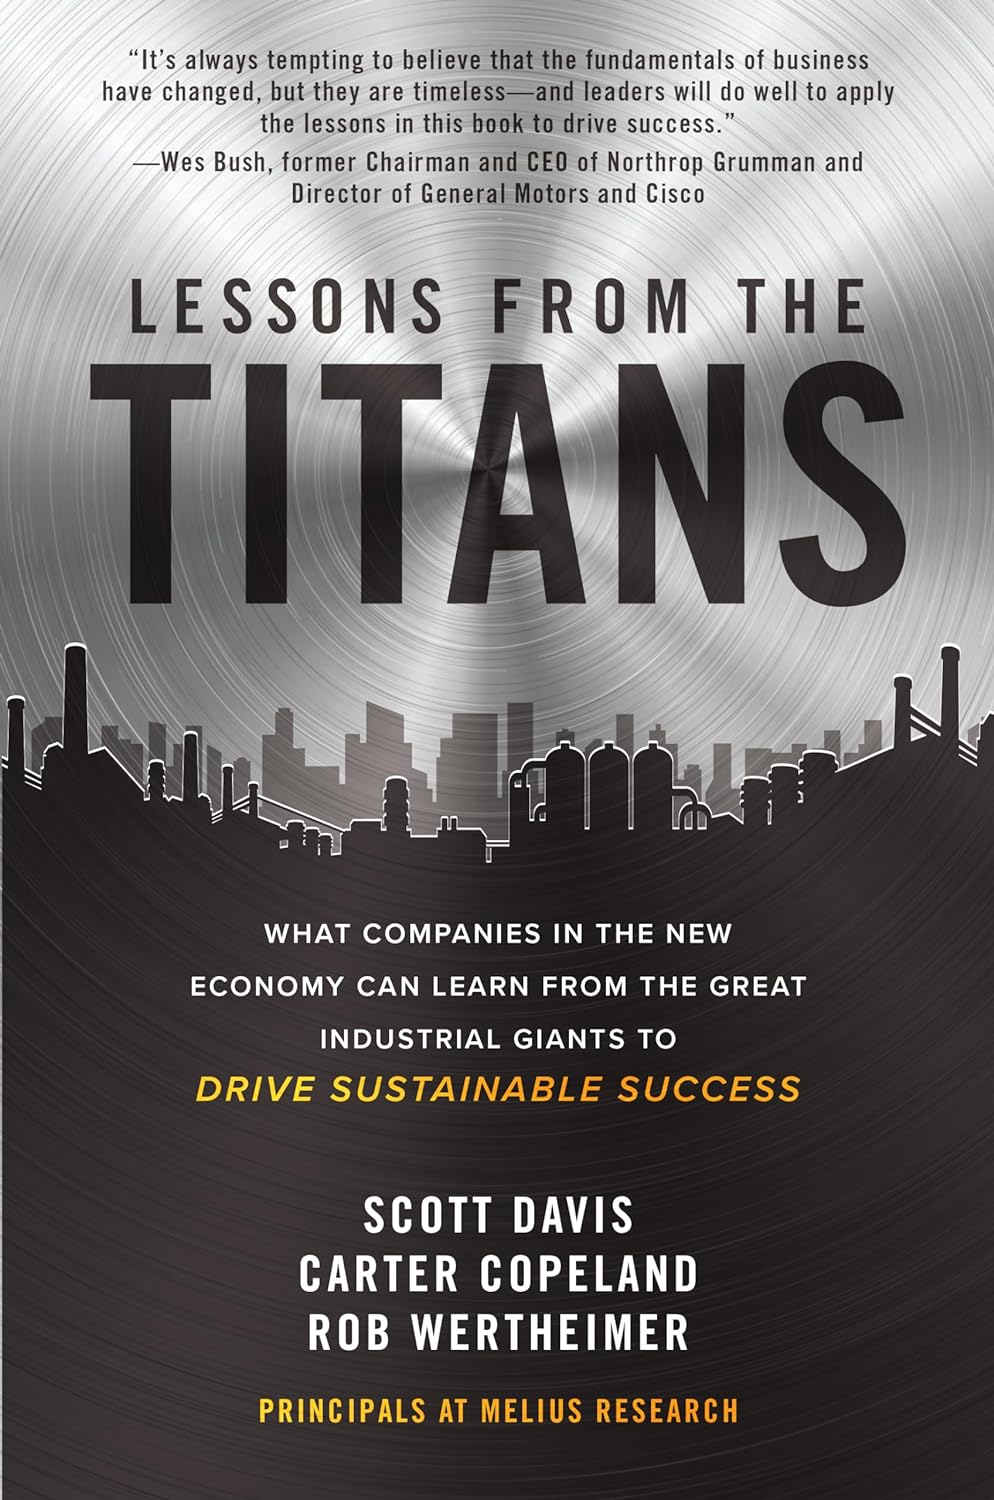 “It’s always tempting to believe that the fundamentals of business
have changed, but they are timeless—and leaders will do well to apply
the lessons in this book to drive success.”
—Wes Bush, former Chairman and CEO of Northrop Grumman and
Director of General Motors and Cisco
LESSONS FROM THE
TITANS
WHAT COMPANIES IN THE NEW
ECONOMY CAN LEARN FROM THE GREAT
INDUSTRIAL GIANTS TO
DRIVE SUSTAINABLE SUCCESS
SCOTT DAVIS
CARTER COPELAND
ROB WERTHEIMER
PRINCIPALS AT MELIUS RESEARCH